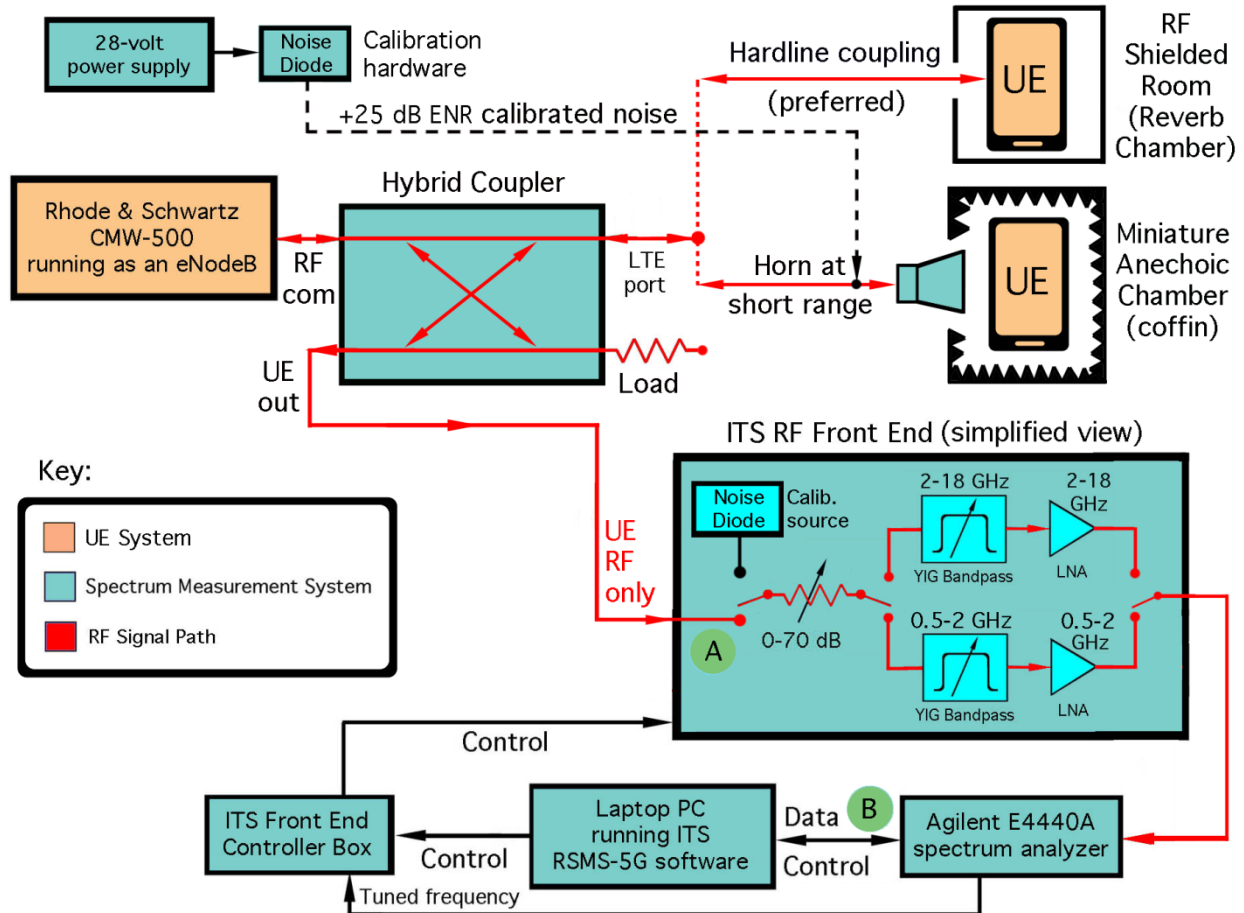 28-volt
power supply
Noise
Diode
Calibration
hardware
+25 dB ENR calibrated noise
Hardline coupling
(preferred)
UE
RF
Shielded
Room
(Reverb
Chamber)
Rhode & Schwartz
CMW-500
running as an eNodeB
RF
com
Hybrid Coupler
LTE
port
Horn at
short range
UE
Miniature
Anechoic
Chamber
(coffin)
UE
out
Load
ITS RF Front End (simplified view)
Key:
UE System
Spectrum Measurement System
RF Signal Path
UE
RF
only
A
Noise
Diode
Calib.
source
0-70 dB
2-18 GHz
YIG Bandpass
2-18
GHz
LNA
0.5-2 GHz
YIG Bandpass
0.5-2
GHz
LNA
Control
ITS Front End
Controller Box
Control
Laptop PC
running ITS
RSMS-5G software
Data
B
Control
Agilent E4440A
spectrum analyzer
Tuned frequency